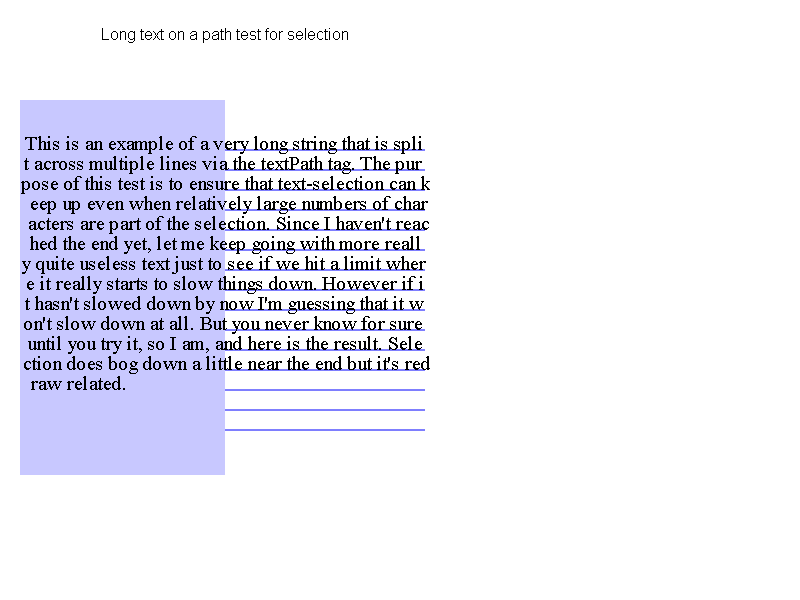 Long text on a path test for selection
This is an example of a very long string that is spli
t across multiple lines via the textPath tag. The pur
pose of this test is to ensure that text-selection can k
eep up even when relatively large numbers of char
acters are part of the selection. Since I haven't reac
hed the end yet, let me keep going with more reall
y quite useless text just to see if we hit a limit wher
e it really starts to slow things down. However if i
t hasn't slowed down by now I'm guessing that it w
on't slow down at all. But you never know for sure
until you try it, so I am, and here is the result. Sele
ction does bog down a little near the end but it's red
raw related.